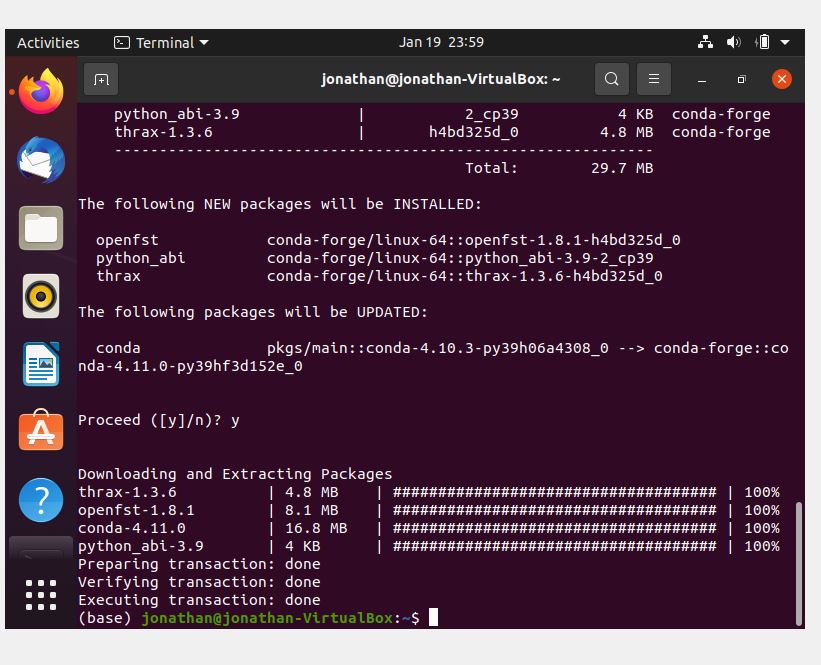 Activities Terminal Jan 19 23:59
jonathan@jonathan-VirtualBox: ~
python_abi-3.9 | 2_cp39 4 KB conda-forge
thrax-1.3.6 | h4bd325d_0 4.8 MB conda-forge
------------------------------------------------------------
Total: 29.7 MB
The following NEW packages will be INSTALLED:
openfst conda-forge/linux-64::openfst-1.8.1-h4bd325d_0
python_abi conda-forge/linux-64::python_abi-3.9-2_cp39
thrax conda-forge/linux-64::thrax-1.3.6-h4bd325d_0
The following packages will be UPDATED:
conda pkgs/main::conda-4.10.3-py39h06a4308_0 --> conda-forge::co
nda-4.11.0-py39hf3d152e_0
Proceed ([y]/n)? y
Downloading and Extracting Packages
thrax-1.3.6 | 4.8 MB | #################################### | 100%
openfst-1.8.1 | 8.1 MB | #################################### | 100%
conda-4.11.0 | 16.8 MB | #################################### | 100%
python_abi-3.9 | 4 KB | #################################### | 100%
Preparing transaction: done
Verifying transaction: done
Executing transaction: done
(base) jonathan@jonathan-VirtualBox:~$